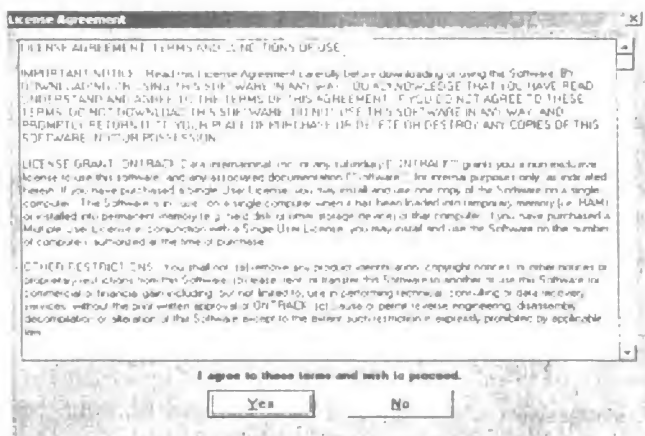 License Agreement
LICENSE AGREEMENT: TERMS AND CONDITIONS OF USE
IMPORTANT NOTICE: Read this License Agreement carefully before downloading or using this Software. BY
DOWNLOADING OR USING THIS SOFTWARE IN ANY WAY, YOU ACKNOWLEDGE THAT YOU HAVE READ,
UNDERSTAND AND AGREE TO THE TERMS OF THIS AGREEMENT. IF YOU DO NOT AGREE TO THESE
TERMS, DO NOT DOWNLOAD THIS SOFTWARE, DO NOT USE THIS SOFTWARE IN ANY WAY, AND
PROMPTLY RETURN IT TO YOUR PLACE OF PURCHASE OR DELETE OR DESTROY ANY COPIES OF THIS
SOFTWARE IN YOUR POSSESSION.
LICENSE GRANT. ONTRACK Data International, Inc. or any subsidiary ("ONTRACK") grants you a non-exclusive
license to use this software, and any associated documentation ("Software"), for internal purposes only, as indicated
herein. If you have purchased a Single User License, you may install and use one copy of the Software on a single
computer. The Software is in "use" on a single computer when it has been loaded into temporary memory (i.e. RAM)
or installed into permanent memory (e.g. hard disk or other storage device) of that computer. If you have purchased a
Multiple User License in conjunction with a Single User License, you may install and use the Software on the number
of computers authorized at the time of purchase.
OTHER RESTRICTIONS. You shall not: (a) remove any product identification, copyright notices, or other notices or
proprietary restrictions from this Software; (b) lease, rent, or transfer this Software to another or use this Software for
commercial or financial gain including, but not limited to, use in performing technical, consulting or data recovery
services, without the prior written approval of ONTRACK; (c) cause or permit reverse engineering, disassembly,
decompilation or alteration of this Software except to the extent such restriction is expressly prohibited by applicable
law.
I agree to these terms and wish to proceed.
Yes
No